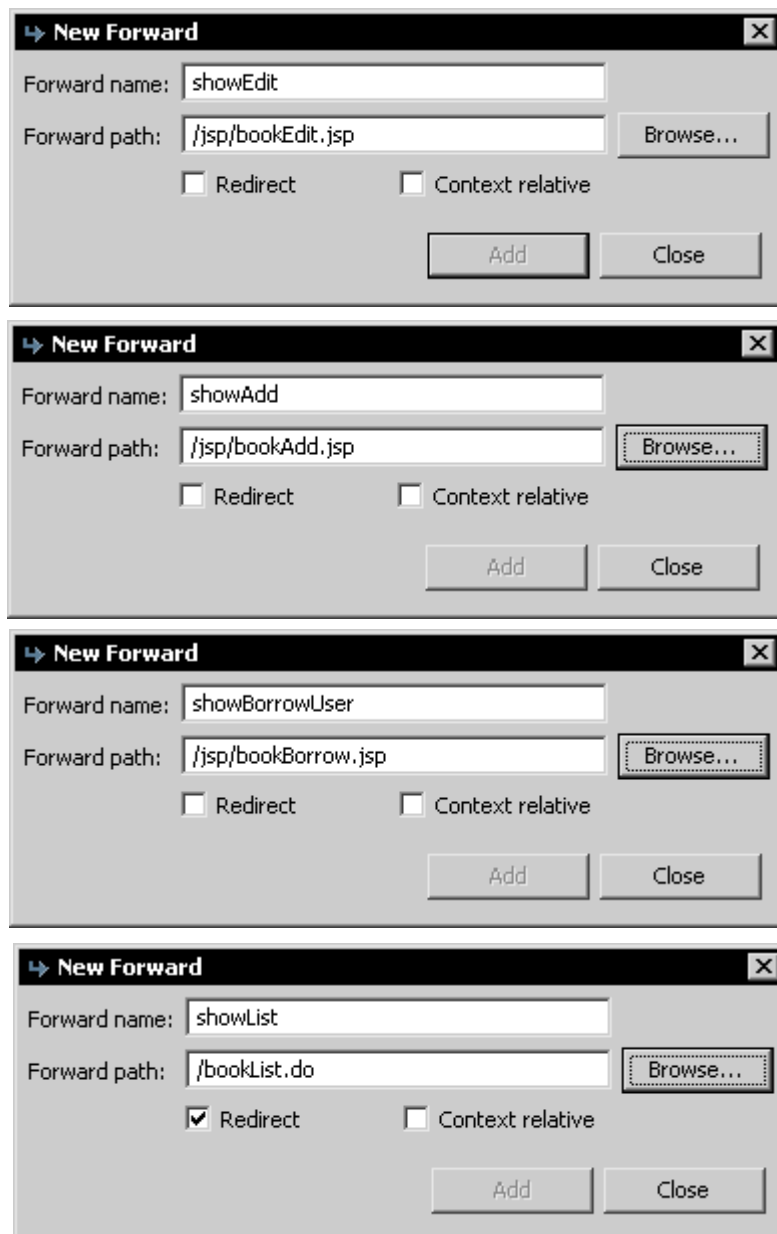 New Forward
Forward name: showEdit
Forward path: /jsp/bookEdit.jsp Browse...
Redirect Context relative
Add Close
New Forward
Forward name: showAdd
Forward path: /jsp/bookAdd.jsp Browse...
Redirect Context relative
Add Close
New Forward
Forward name: showBorrowUser
Forward path: /jsp/bookBorrow.jsp Browse...
Redirect Context relative
Add Close
New Forward
Forward name: showList
Forward path: /bookList.do Browse...
Redirect Context relative
Add Close